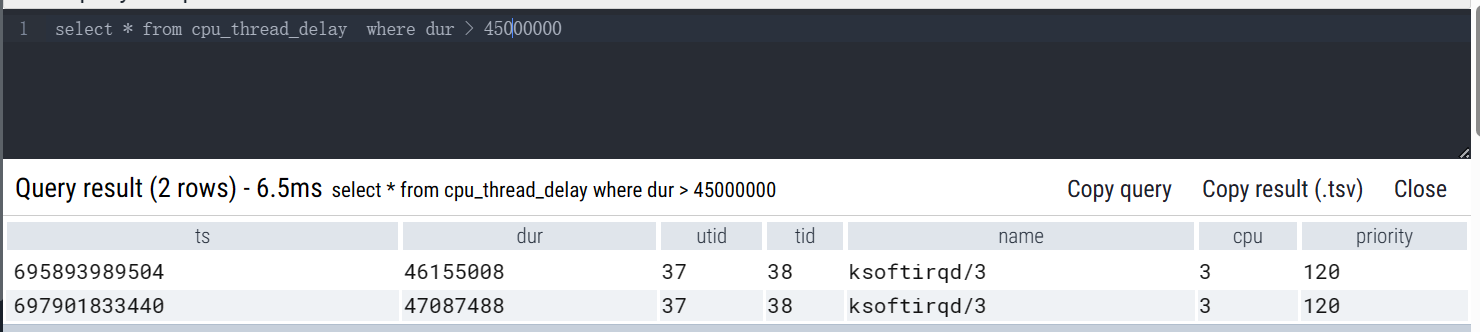 1 select * from cpu_thread_delay  where dur > 45000000
Query result (2 rows) - 6.5ms select * from cpu_thread_delay where dur > 45000000 Copy query Copy result (.tsv) Close
ts dur utid tid name cpu priority
695893989504 46155008 37 38 ksoftirqd/3 3 120
697901833440 47087488 37 38 ksoftirqd/3 3 120